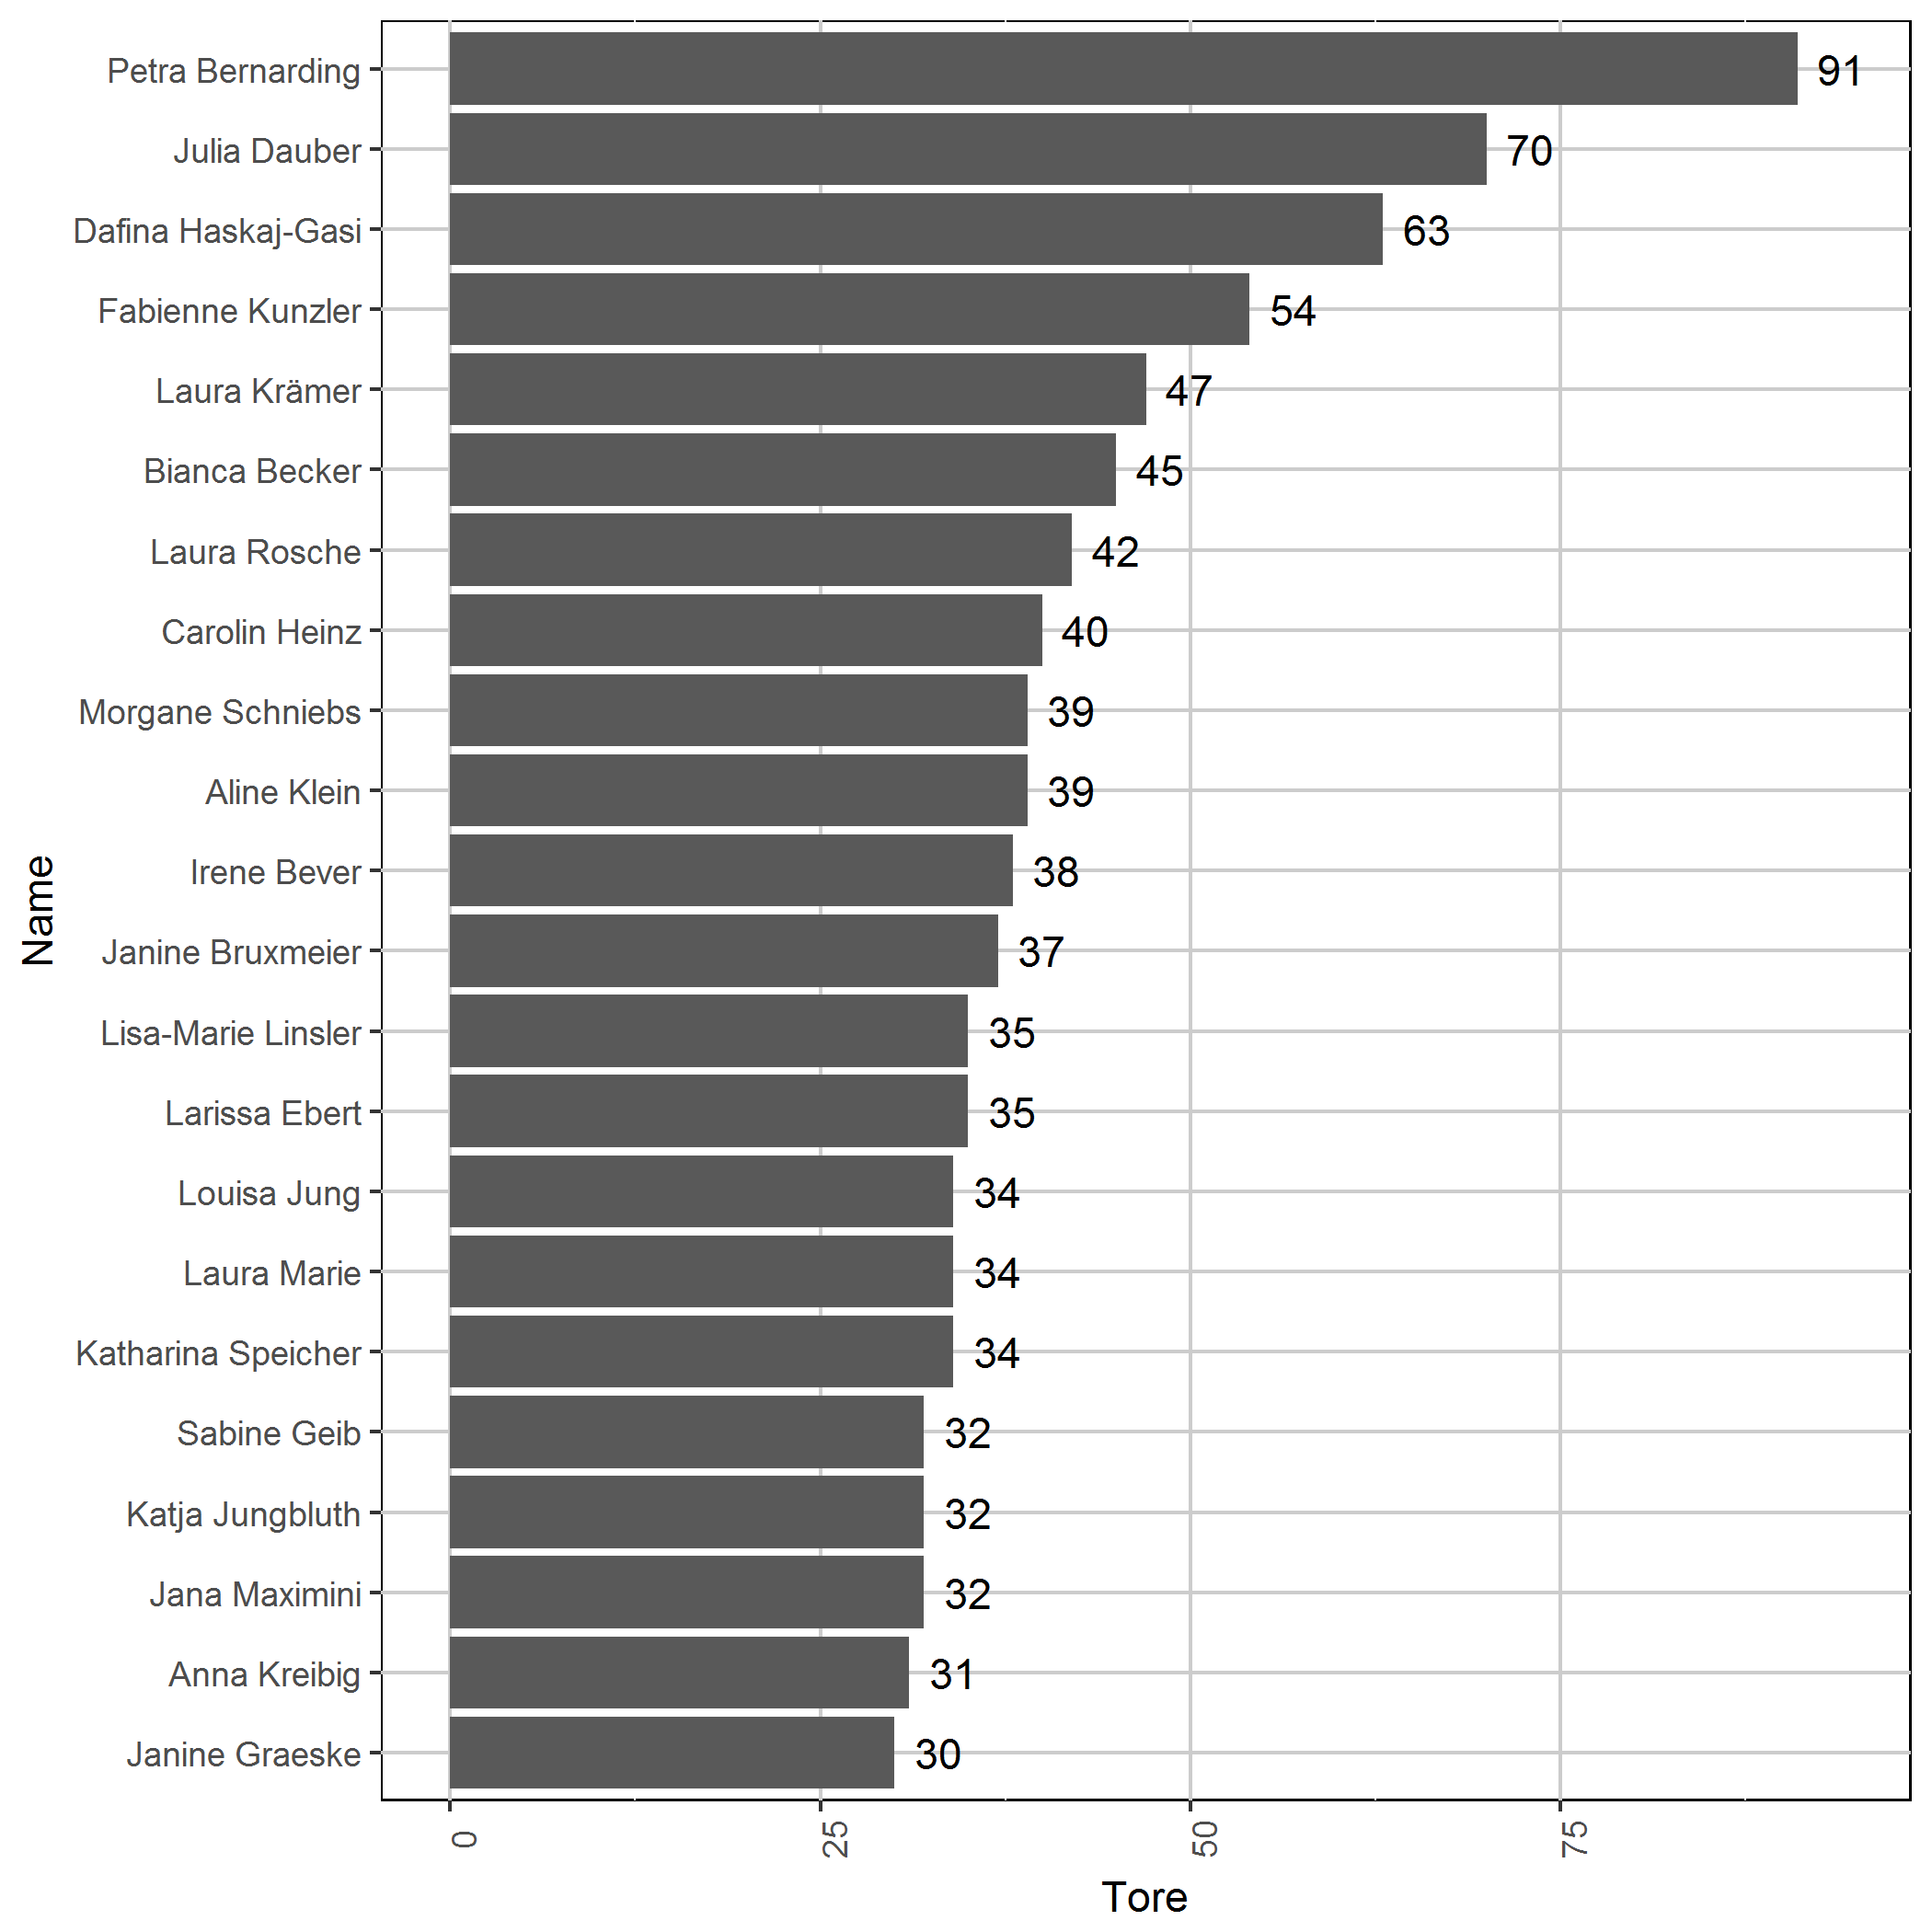 Petra Bernarding 91
Julia Dauber 70
Dafina Haskaj-Gasi 63
Fabienne Kunzler 54
Laura Krämer 47
Bianca Becker 45
Laura Rosche 42
Carolin Heinz 40
Morgane Schniebs 39
Aline Klein 39
Irene Bever 38
Janine Bruxmeier 37
Lisa-Marie Linsler 35
Larissa Ebert 35
Louisa Jung 34
Laura Marie 34
Katharina Speicher 34
Sabine Geib 32
Katja Jungbluth 32
Jana Maximini 32
Anna Kreibig 31
Janine Graeske 30
Name
0 25 50 75
Tore